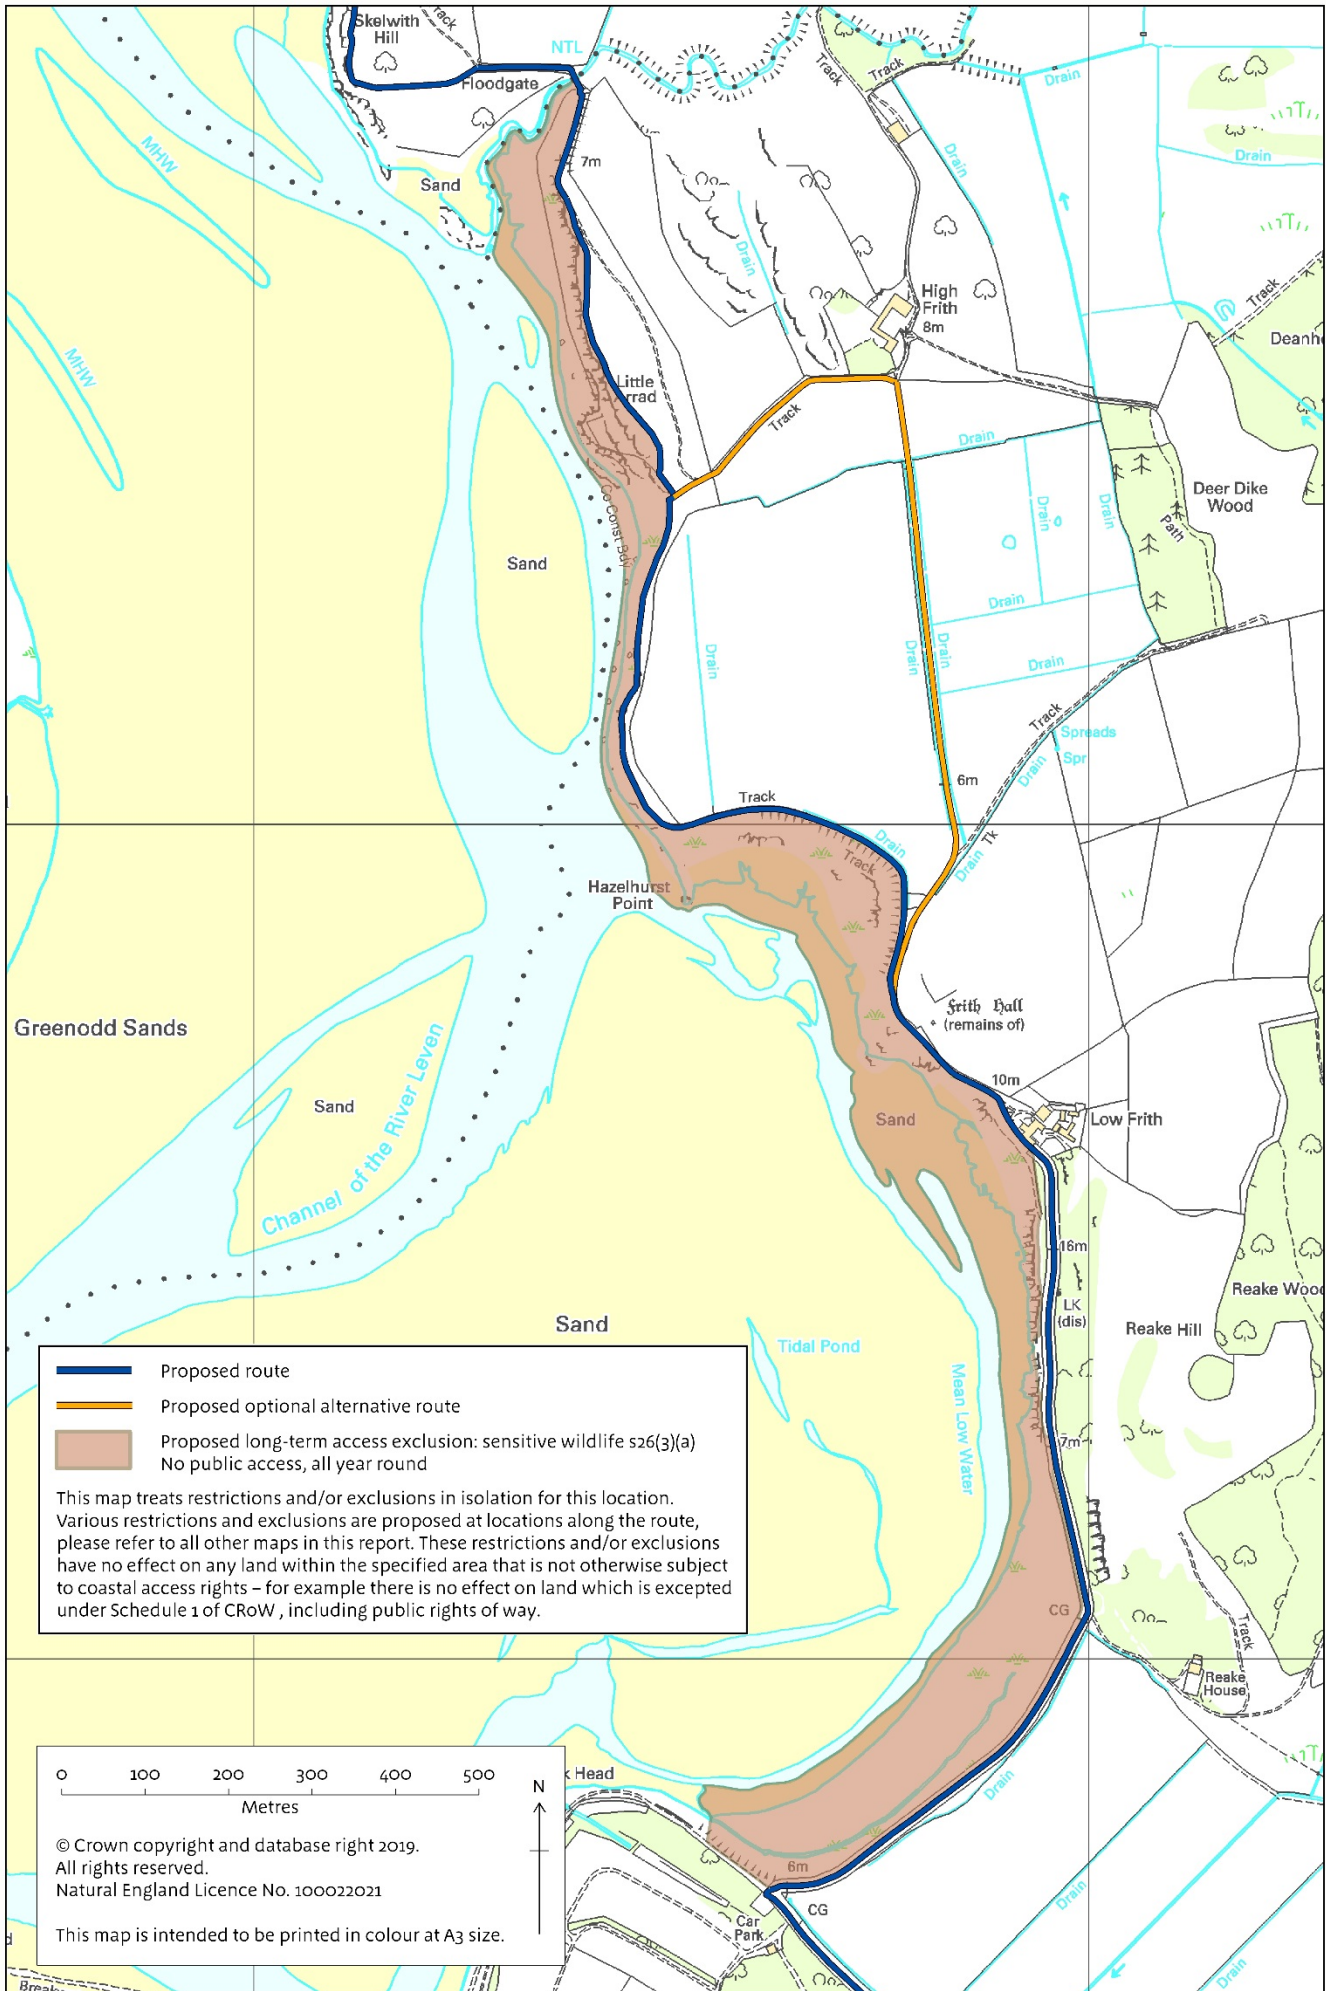 Skelwith
Hill
Track
NTL
Floodgate
Track
Track
Drain
Drain
Drain
MHW
Sand
7m
Drain
High
Frith
8m
Track
MHW
Little
Arrad
Track
Drain
Deer Dike
Wood
Path
Drain
Drain
Co Const Bdy
Sand
Drain
Drain
Drain
Drain
Drain
Track
Spreads
Spr
Drain
6m
Track
Drain
Tk
Drain
Track
Hazelhurst
Point
Greenodd Sands
Frith Hall
(remains of)
Channel of the River Leven
Sand
10m
Sand
Low Frith
16m
Reake Hill
LK
(dis)
Sand
Tidal Pond
Mean Low Water
7m
CG
Track
Reake
House
Drain
6m
CG
Car
Park
Drain
Drain
Proposed route
Proposed optional alternative route
Proposed long-term access exclusion: sensitive wildlife s26(3)(a)
No public access, all year round
This map treats restrictions and/or exclusions in isolation for this location.
Various restrictions and exclusions are proposed at locations along the route,
please refer to all other maps in this report. These restrictions and/or exclusions
have no effect on any land within the specified area that is not otherwise subject
to coastal access rights – for example there is no effect on land which is excepted
under Schedule 1 of CRoW , including public rights of way.
0 100 200 300 400 500
Metres
N
Head
© Crown copyright and database right 2019.
All rights reserved.
Natural England Licence No. 100022021
This map is intended to be printed in colour at A3 size.